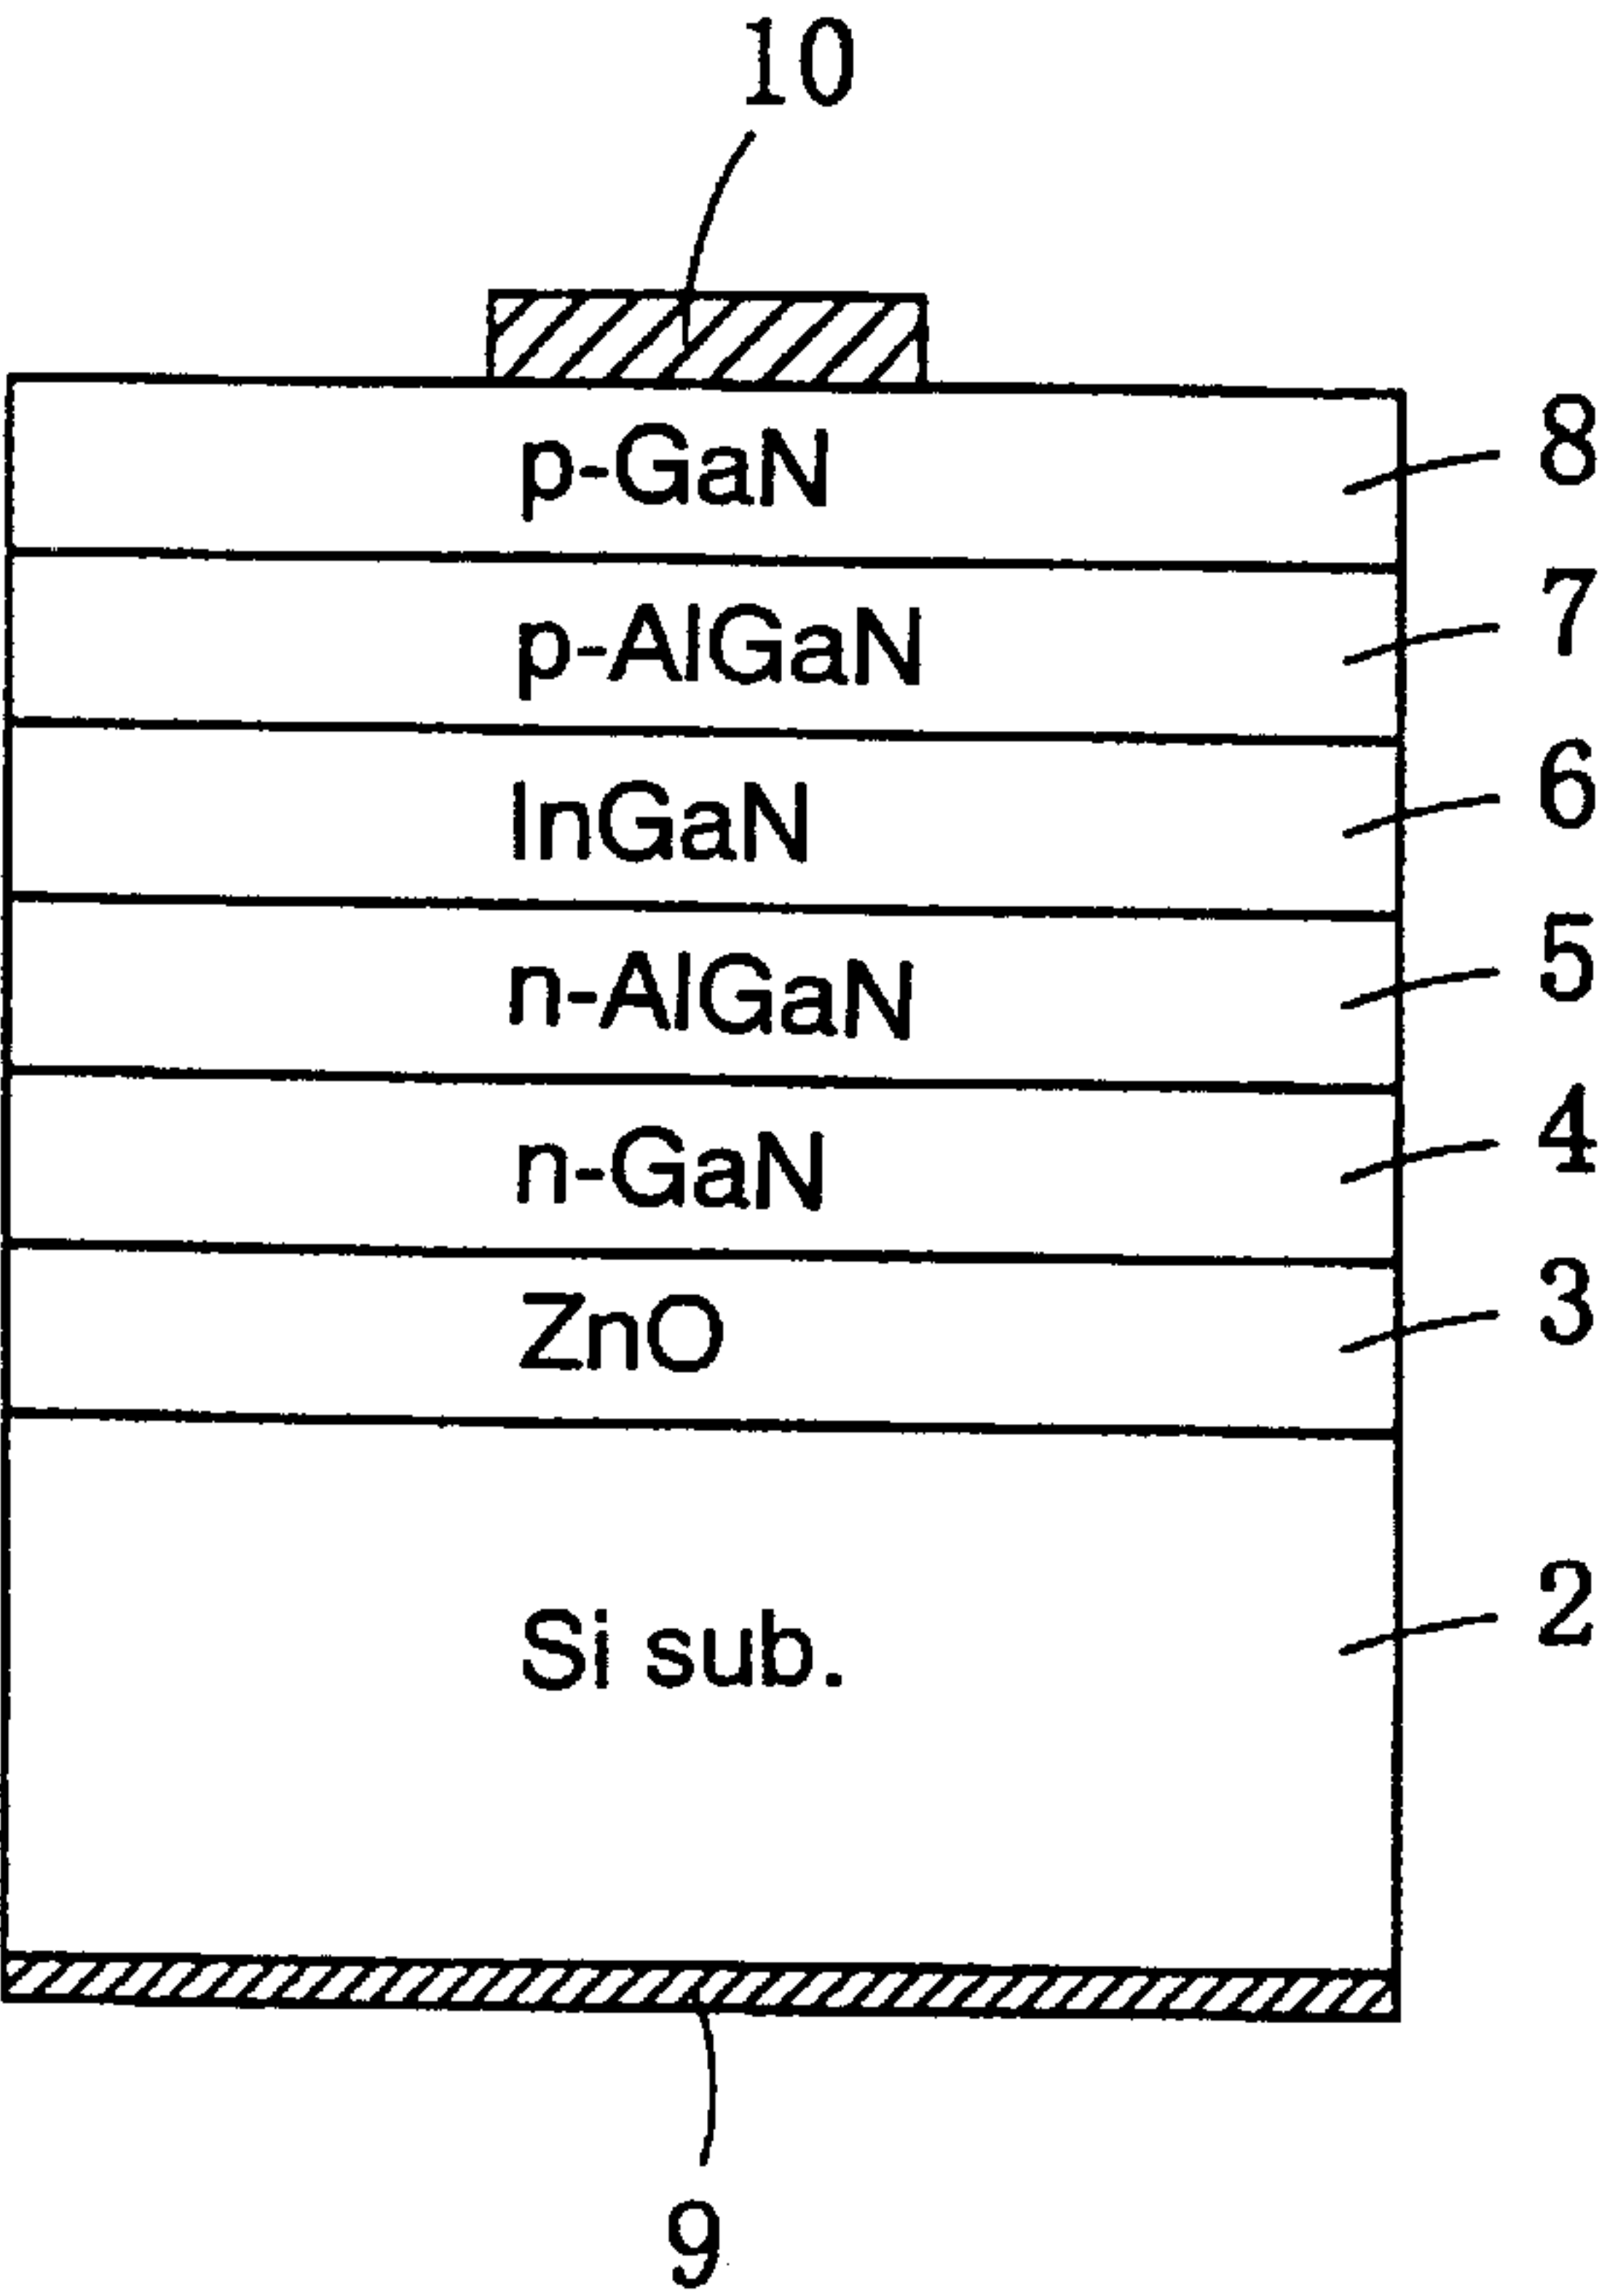 10
p-GaN 8
p-AlGaN 7
InGaN 6
n-AlGaN 5
n-GaN 4
ZnO 3
Si sub. 2
9